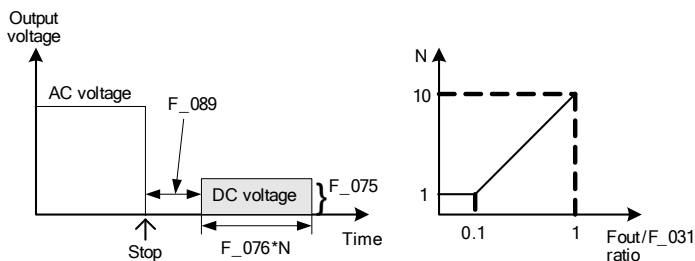 Output
voltage
AC voltage
F_089
DC voltage
F_075
F_076*N
Time
Stop
N
10
1
0.1
1
Fout/F_031
ratio